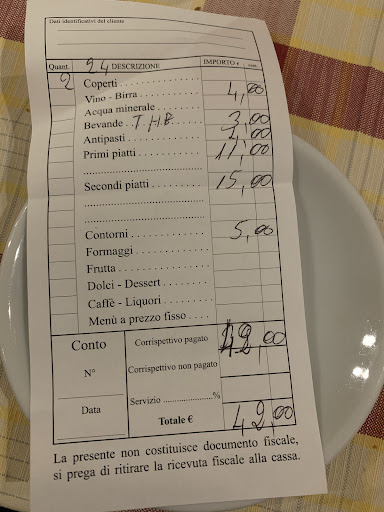 Dati identificativi del cliente
Quant. 24 DESCRIZIONE IMPORTO €
2 Coperti 4,00
Vino - Birra
Acqua minerale
Bevande T.H.E. 3,00
Antipasti
Primi piatti 11,00
Secondi piatti 15,00
Contorni 5,00
Formaggi
Frutta
Dolci - Dessert
Caffè - Liquori
Menù a prezzo fisso
Conto Corrispettivo pagato 42,00
N° Corrispettivo non pagato
Data Servizio %
Totale € 42,00
La presente non costituisce documento fiscale,
si prega di ritirare la ricevuta fiscale alla cassa.